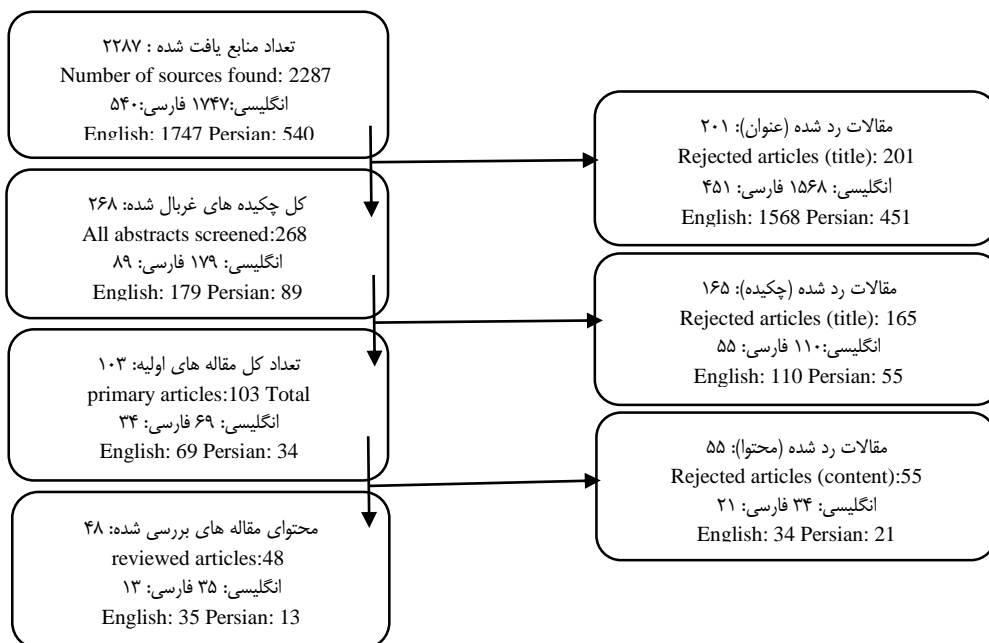 تعداد منابع یافت شده : ۲۲۸۷
Number of sources found: 2287
انگلیسی:۱۷۴۷ فارسی:۵۴۰
English: 1747 Persian: 540
مقالات رد شده (عنوان): ۲۰۱
Rejected articles (title): 201
انگلیسی: ۱۵۶۸ فارسی: ۴۵۱
English: 1568 Persian: 451
کل چکیده های غربال شده: ۲۶۸
All abstracts screened:268
انگلیسی: ۱۷۹ فارسی: ۸۹
English: 179 Persian: 89
مقالات رد شده (چکیده): ۱۶۵
Rejected articles (title): 165
انگلیسی:۱۱۰ فارسی: ۵۵
English: 110 Persian: 55
تعداد کل مقاله های اولیه: ۱۰۳
primary articles:103 Total
انگلیسی: ۶۹ فارسی: ۳۴
English: 69 Persian: 34
مقالات رد شده (محتوا): ۵۵
Rejected articles (content):55
انگلیسی: ۳۴ فارسی: ۲۱
English: 34 Persian: 21
محتوای مقاله های بررسی شده: ۴۸
reviewed articles:48
انگلیسی: ۳۵ فارسی: ۱۳
English: 35 Persian: 13